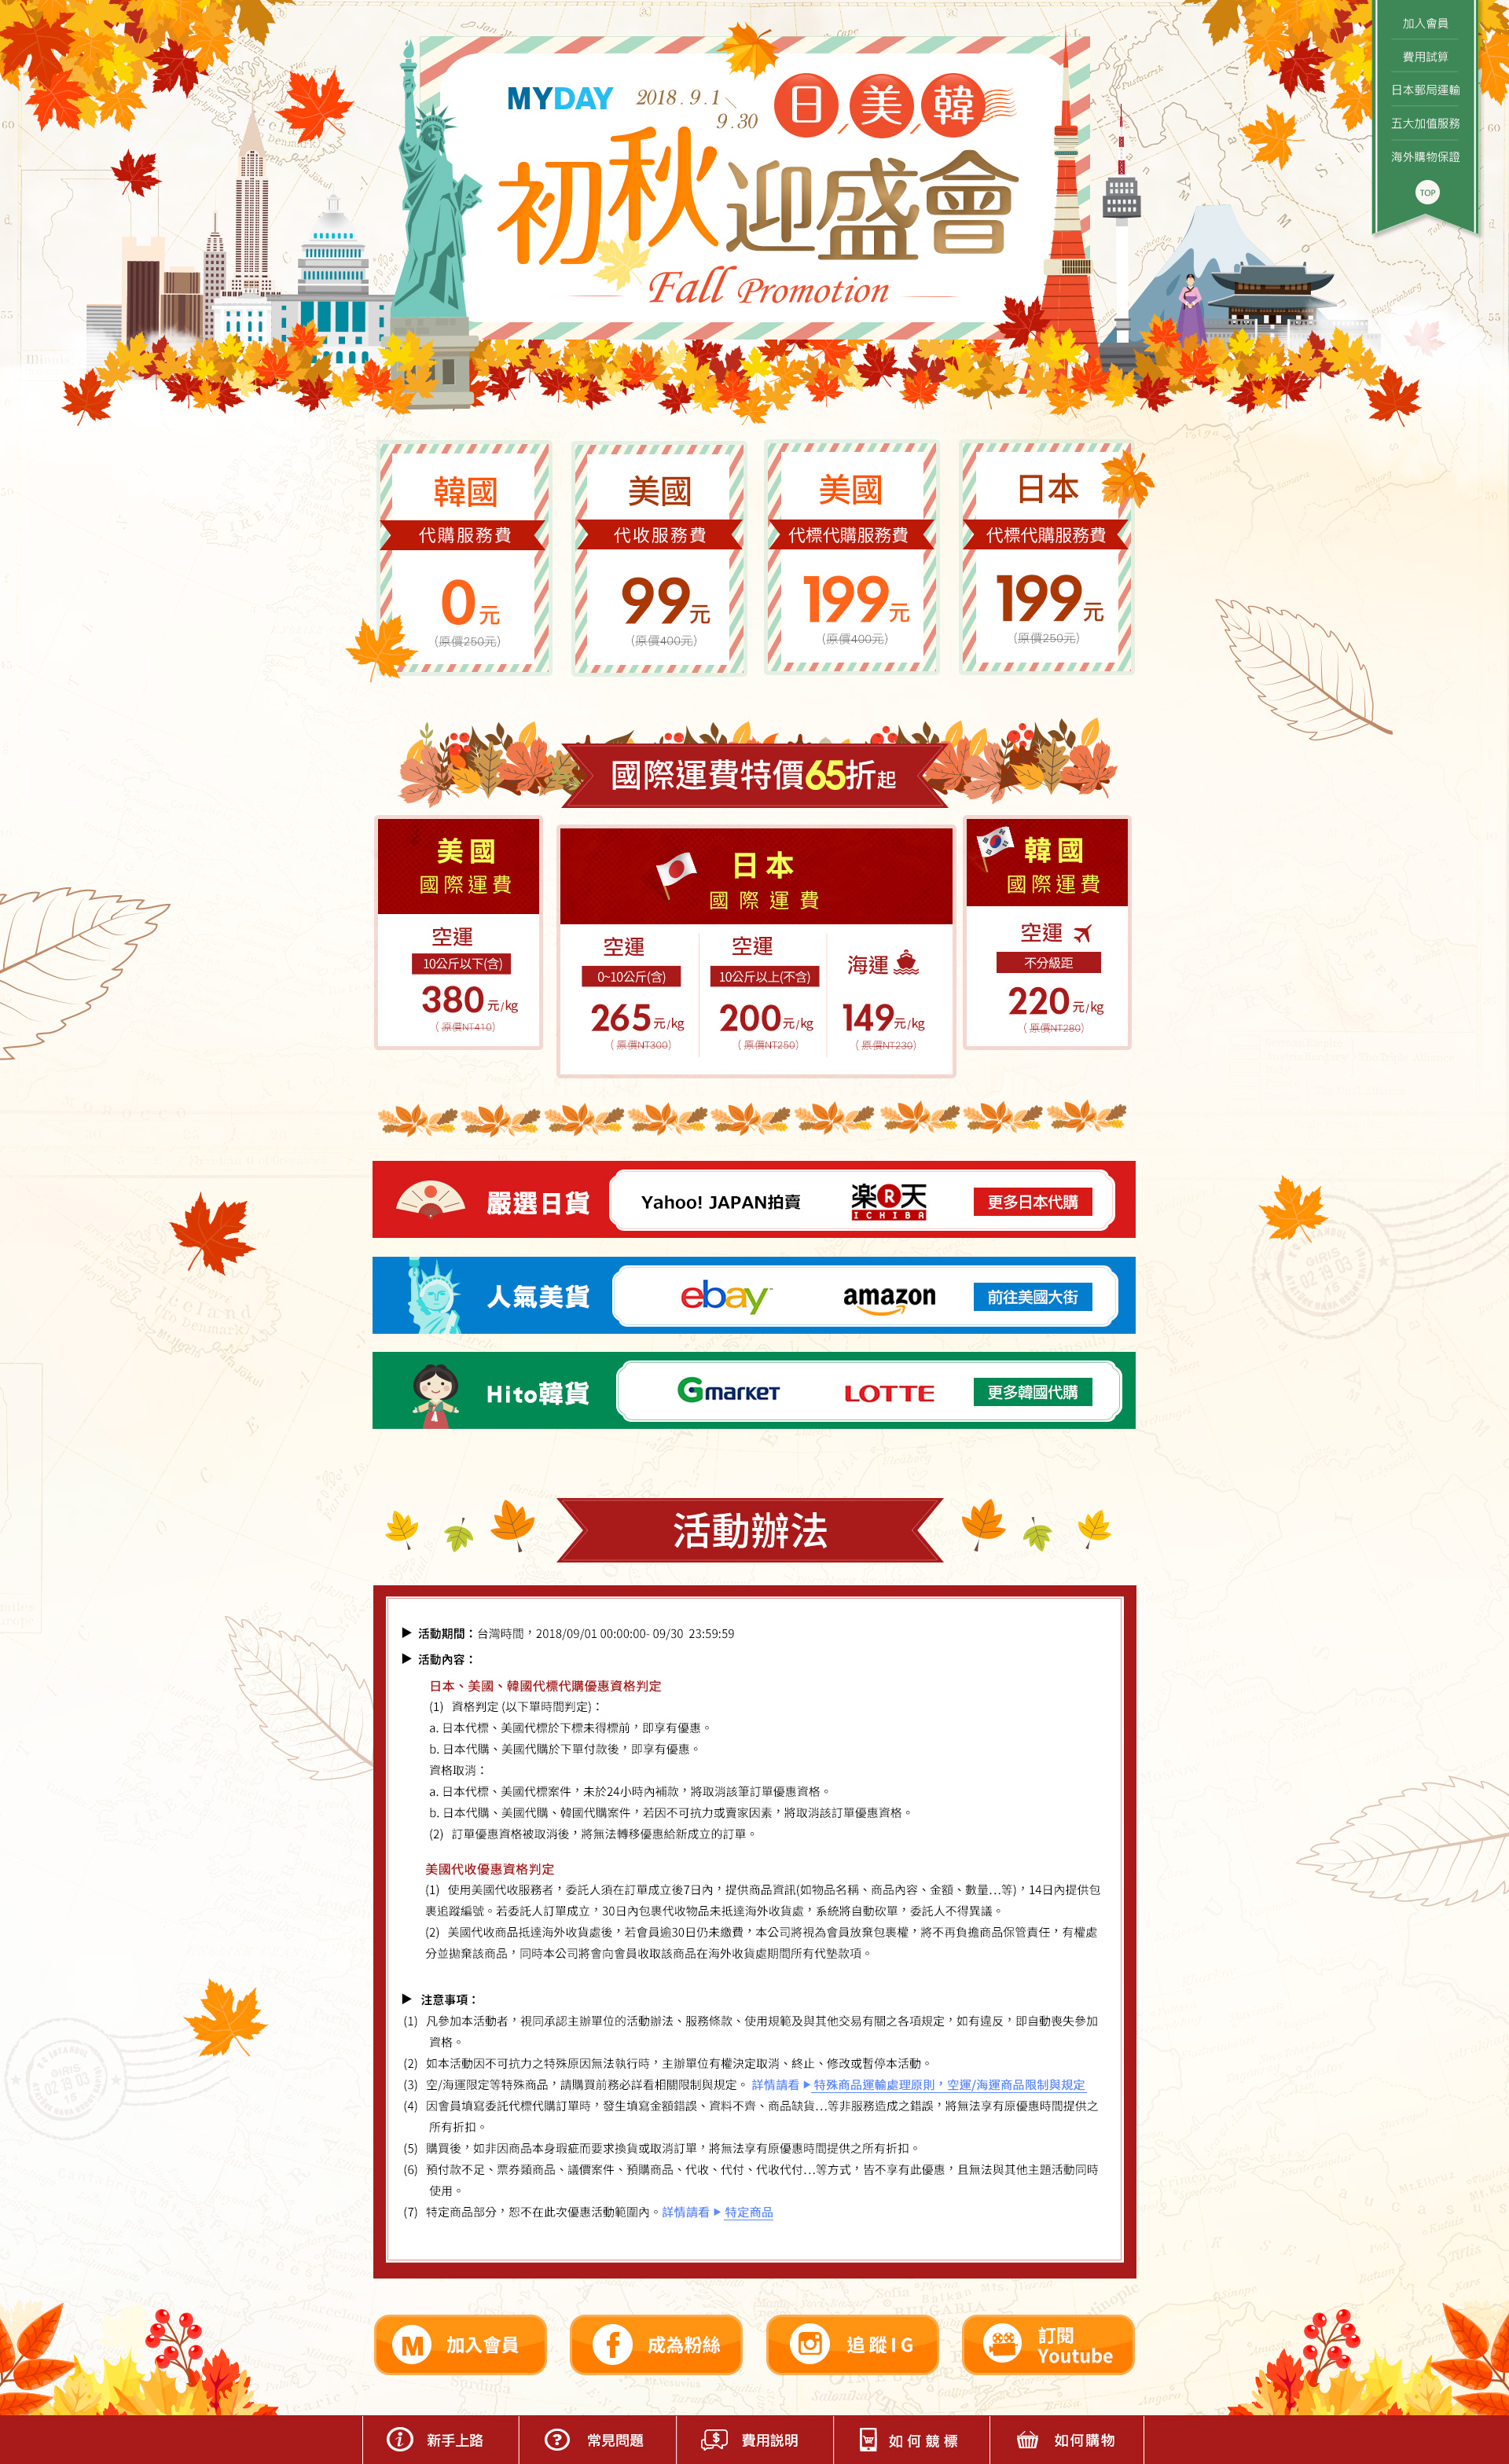 加入會員
費用試算
日本郵局運輸
五大加值服務
海外購物保證
TOP
MYDAY 2018.9.1
9.30
日/美/韓
初秋迎盛會
Fall Promotion
韓國
代購服務費
0元
(原價250元)
美國
代收服務費
99元
(原價400元)
美國
代標代購服務費
199元
(原價400元)
日本
代標代購服務費
199元
(原價250元)
國際運費特價65折起
美國
國際運費
空運
10公斤以下(含)
380元/kg
(原價NT410)
日本
國際運費
空運
0~10公斤(含)
265元/kg
(原價NT300)
空運
10公斤以上(不含)
200元/kg
(原價NT250)
海運
149元/kg
(原價NT230)
韓國
國際運費
空運
不分級距
220元/kg
(原價NT280)
嚴選日貨 Yahoo! JAPAN拍賣 楽R天 ICHIBA 更多日本代購
人氣美貨 ebay amazon 前往美國大街
Hito韓貨 Gmarket LOTTE 更多韓國代購
活動辦法
▶ 活動期間：台灣時間，2018/09/01 00:00:00- 09/30 23:59:59
▶ 活動內容：
日本、美國、韓國代標代購優惠資格判定
(1) 資格判定 (以下單時間判定)：
a. 日本代標、美國代標於下標未得標前，即享有優惠。
b. 日本代購、美國代購於下單付款後，即享有優惠。
資格取消：
a. 日本代標、美國代標案件，未於24小時內補款，將取消該筆訂單優惠資格。
b. 日本代購、美國代購、韓國代購案件，若因不可抗力或賣家因素，將取消該訂單優惠資格。
(2) 訂單優惠資格被取消後，將無法轉移優惠給新成立的訂單。
美國代收優惠資格判定
(1) 使用美國代收服務者，委託人須在訂單成立後7日內，提供商品資訊(如物品名稱、商品內容、金額、數量...等)，14日內提供包
裹追蹤編號。若委託人訂單成立，30日內包裹代收物品未抵達海外收貨處，系統將自動砍單，委託人不得異議。
(2) 美國代收商品抵達海外收貨處後，若會員逾30日仍未繳費，本公司將視為會員放棄包裹權，將不再負擔商品保管責任，有權處
分並拋棄該商品，同時本公司將會向會員收取該商品在海外收貨處期間所有代墊款項。
▶ 注意事項：
(1) 凡參加本活動者，視同承認主辦單位的活動辦法、服務條款、使用規範及與其他交易有關之各項規定，如有違反，即自動喪失參加
資格。
(2) 如本活動因不可抗力之特殊原因無法執行時，主辦單位有權決定取消、終止、修改或暫停本活動。
(3) 空/海運限定等特殊商品，請購買前務必詳看相關限制與規定。 詳情請看 ▶ 特殊商品運輸處理原則，空運/海運商品限制與規定
(4) 因會員填寫委託代標代購訂單時，發生填寫金額錯誤、資料不齊、商品缺貨...等非服務造成之錯誤，將無法享有原優惠時間提供之
所有折扣。
(5) 購買後，如非因商品本身瑕疵而要求換貨或取消訂單，將無法享有原優惠時間提供之所有折扣。
(6) 預付款不足、票券類商品、議價案件、預購商品、代收、代付、代收代付...等方式，皆不享有此優惠，且無法與其他主題活動同時
使用。
(7) 特定商品部分，恕不在此次優惠活動範圍內。詳情請看 ▶ 特定商品
M 加入會員
f 成為粉絲
追蹤IG
訂閱
Youtube
新手上路
常見問題
費用説明
如何競標
如何購物